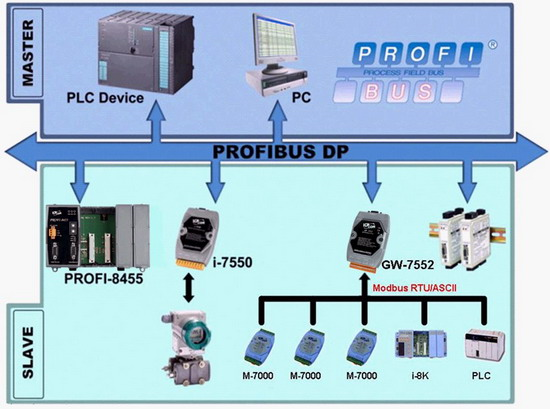 MASTER
PLC Device
PC
PROFI
®
PROCESS FIELD BUS
BUS
PROFIBUS DP
SLAVE
PROFI-8455
i-7550
GW-7552
Modbus RTU/ASCII
M-7000
M-7000
M-7000
i-8K
PLC